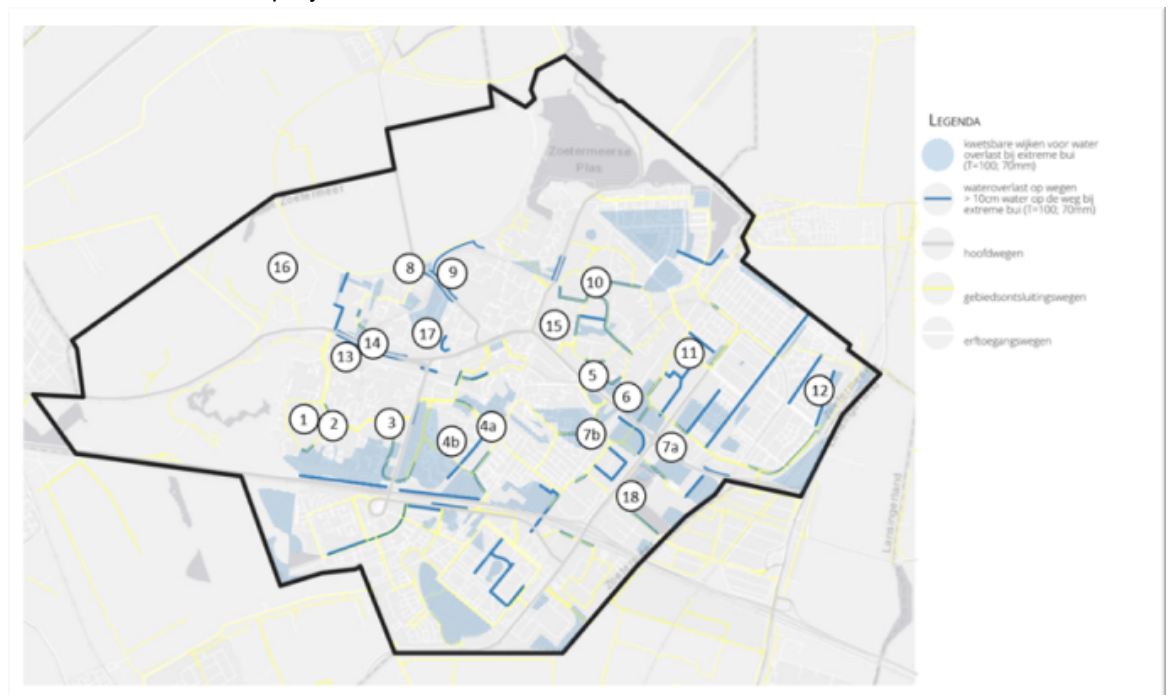 Zoetermeerse
Plas
Zoetermeer
16
8
9
10
15
17
14
13
11
5
6
12
1
2
3
4a
4b
7b
7a
18
Lansingerland
LEGENDA
kwetsbare wijken voor water
overlast bij extreme bui
(T=100; 70mm)
wateroverlast op wegen
> 10cm water op de weg bij
extreme bui (T=100; 70mm)
hoofdwegen
gebiedsontsluitingswegen
erftoegangswegen